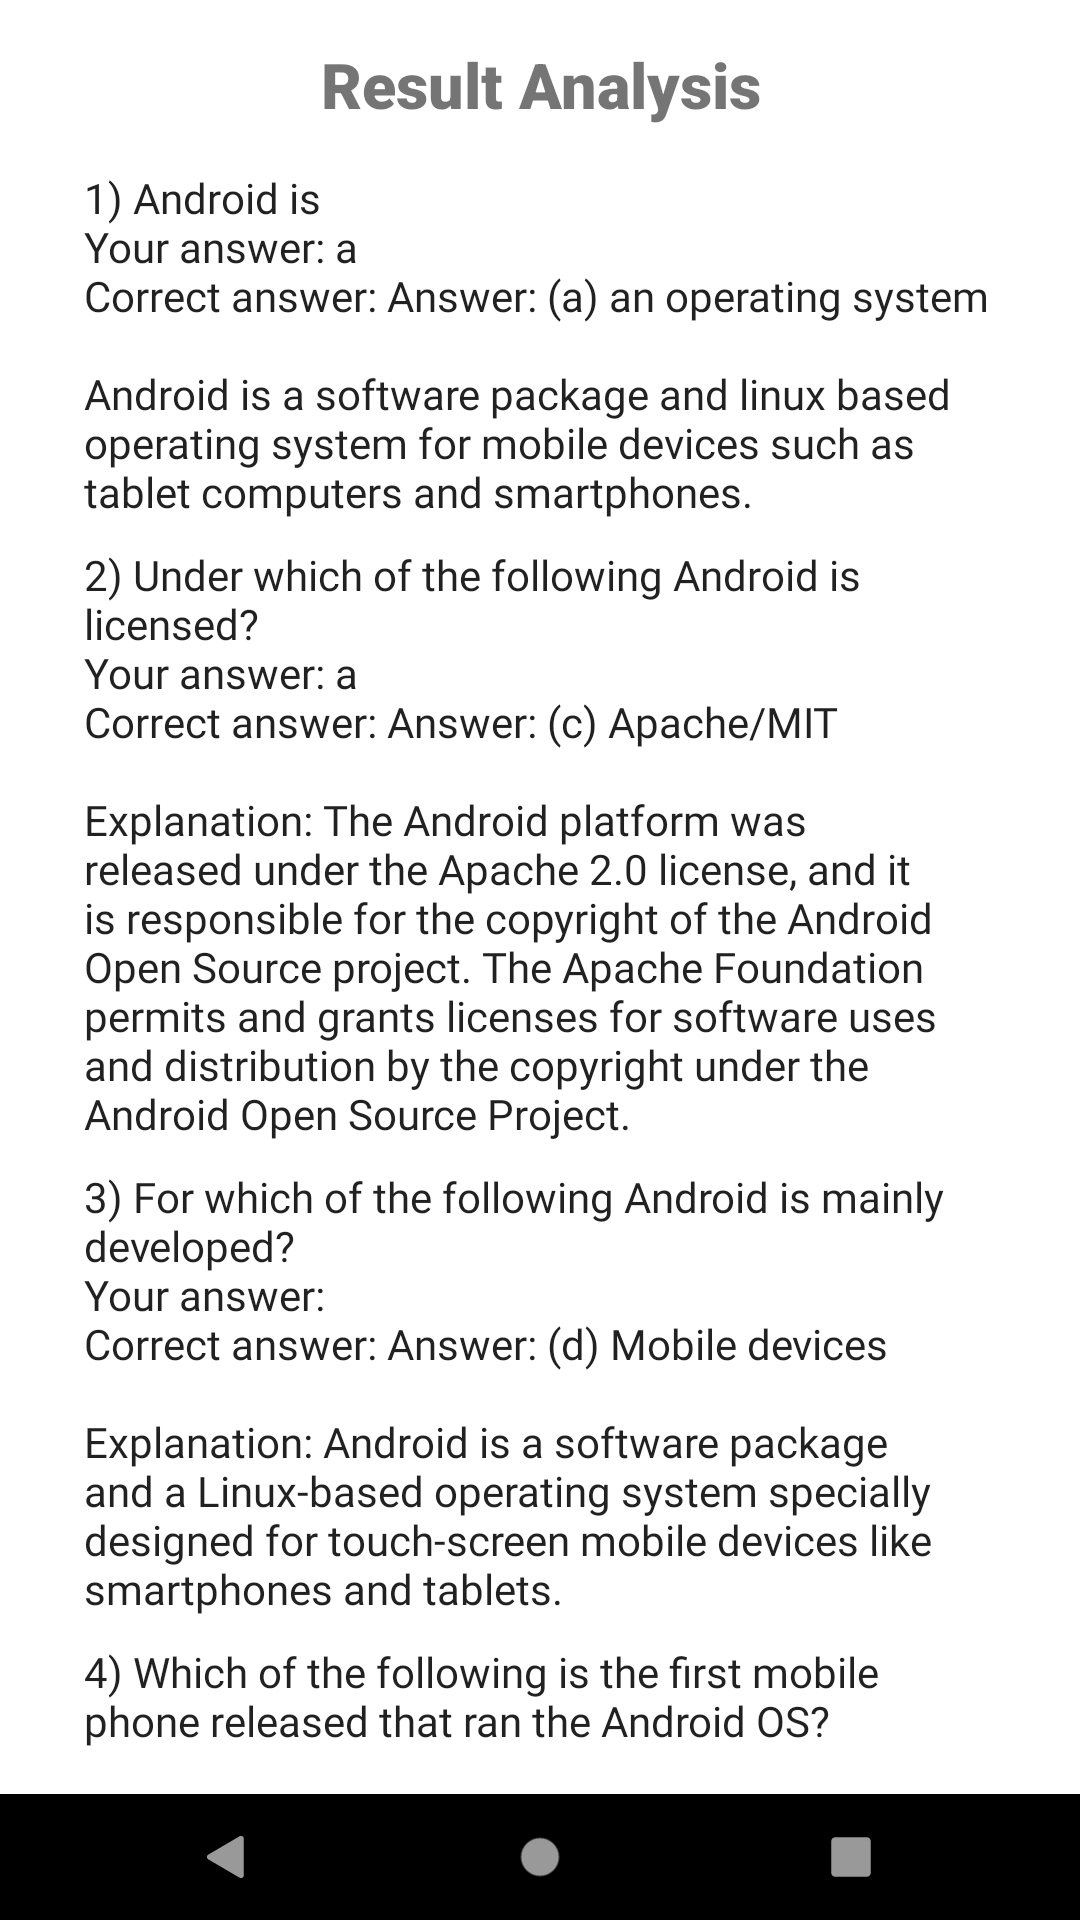 Result Analysis
1) Android is
Your answer: a
Correct answer: Answer: (a) an operating system
Android is a software package and linux based
operating system for mobile devices such as
tablet computers and smartphones.
2) Under which of the following Android is
licensed?
Your answer: a
Correct answer: Answer: (c) Apache/MIT
Explanation: The Android platform was
released under the Apache 2.0 license, and it
is responsible for the copyright of the Android
Open Source project. The Apache Foundation
permits and grants licenses for software uses
and distribution by the copyright under the
Android Open Source Project.
3) For which of the following Android is mainly
developed?
Your answer:
Correct answer: Answer: (d) Mobile devices
Explanation: Android is a software package
and a Linux-based operating system specially
designed for touch-screen mobile devices like
smartphones and tablets.
4) Which of the following is the first mobile
phone released that ran the Android OS?